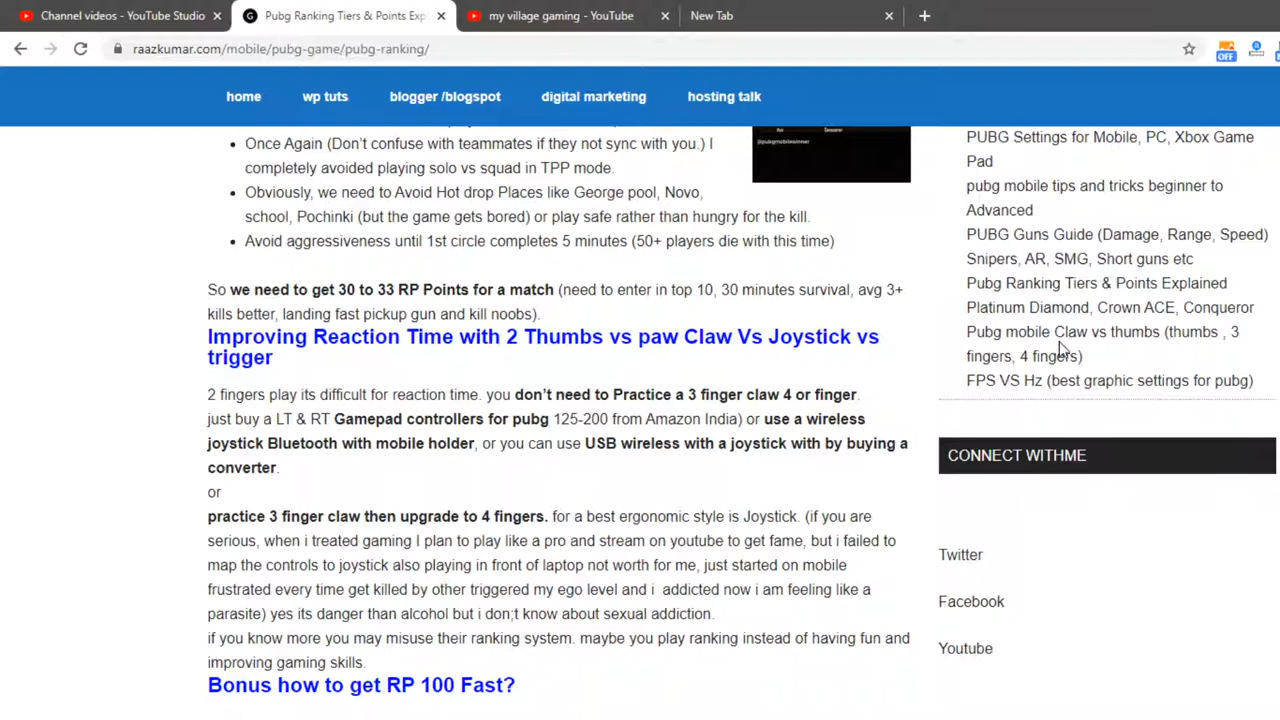 Channel videos - YouTube Studio
Pubg Ranking Tiers & Points Exp
my village gaming - YouTube
New Tab
raazkumar.com/mobile/pubg-game/pubg-ranking/
OFF
home
wp tuts
blogger /blogspot
digital marketing
hosting talk
Once Again (Don't confuse with teammates if they not sync with you.) I
completely avoided playing solo vs squad in TPP mode.
Obviously, we need to Avoid Hot drop Places like George pool, Novo,
school, Pochinki (but the game gets bored) or play safe rather than hungry for the kill.
Avoid aggressiveness until 1st circle completes 5 minutes (50+ players die with this time)
So we need to get 30 to 33 RP Points for a match (need to enter in top 10, 30 minutes survival, avg 3+
kills better, landing fast pickup gun and kill noobs).
Improving Reaction Time with 2 Thumbs vs paw Claw Vs Joystick vs
trigger
2 fingers play its difficult for reaction time. you don't need to Practice a 3 finger claw 4 or finger.
just buy a LT & RT Gamepad controllers for pubg 125-200 from Amazon India) or use a wireless
joystick Bluetooth with mobile holder, or you can use USB wireless with a joystick with by buying a
converter.
or
practice 3 finger claw then upgrade to 4 fingers. for a best ergonomic style is Joystick. (if you are
serious, when i treated gaming I plan to play like a pro and stream on youtube to get fame, but i failed to
map the controls to joystick also playing in front of laptop not worth for me, just started on mobile
frustrated every time get killed by other triggered my ego level and i addicted now i am feeling like a
parasite) yes its danger than alcohol but i don;t know about sexual addiction.
if you know more you may misuse their ranking system. maybe you play ranking instead of having fun and
improving gaming skills.
Bonus how to get RP 100 Fast?
PUBG Settings for Mobile, PC, Xbox Game
Pad
pubg mobile tips and tricks beginner to
Advanced
PUBG Guns Guide (Damage, Range, Speed)
Snipers, AR, SMG, Short guns etc
Pubg Ranking Tiers & Points Explained
Platinum Diamond, Crown ACE, Conqueror
Pubg mobile Claw vs thumbs (thumbs , 3
fingers, 4 fingers)
FPS VS Hz (best graphic settings for pubg)
CONNECT WITHME
Twitter
Facebook
Youtube